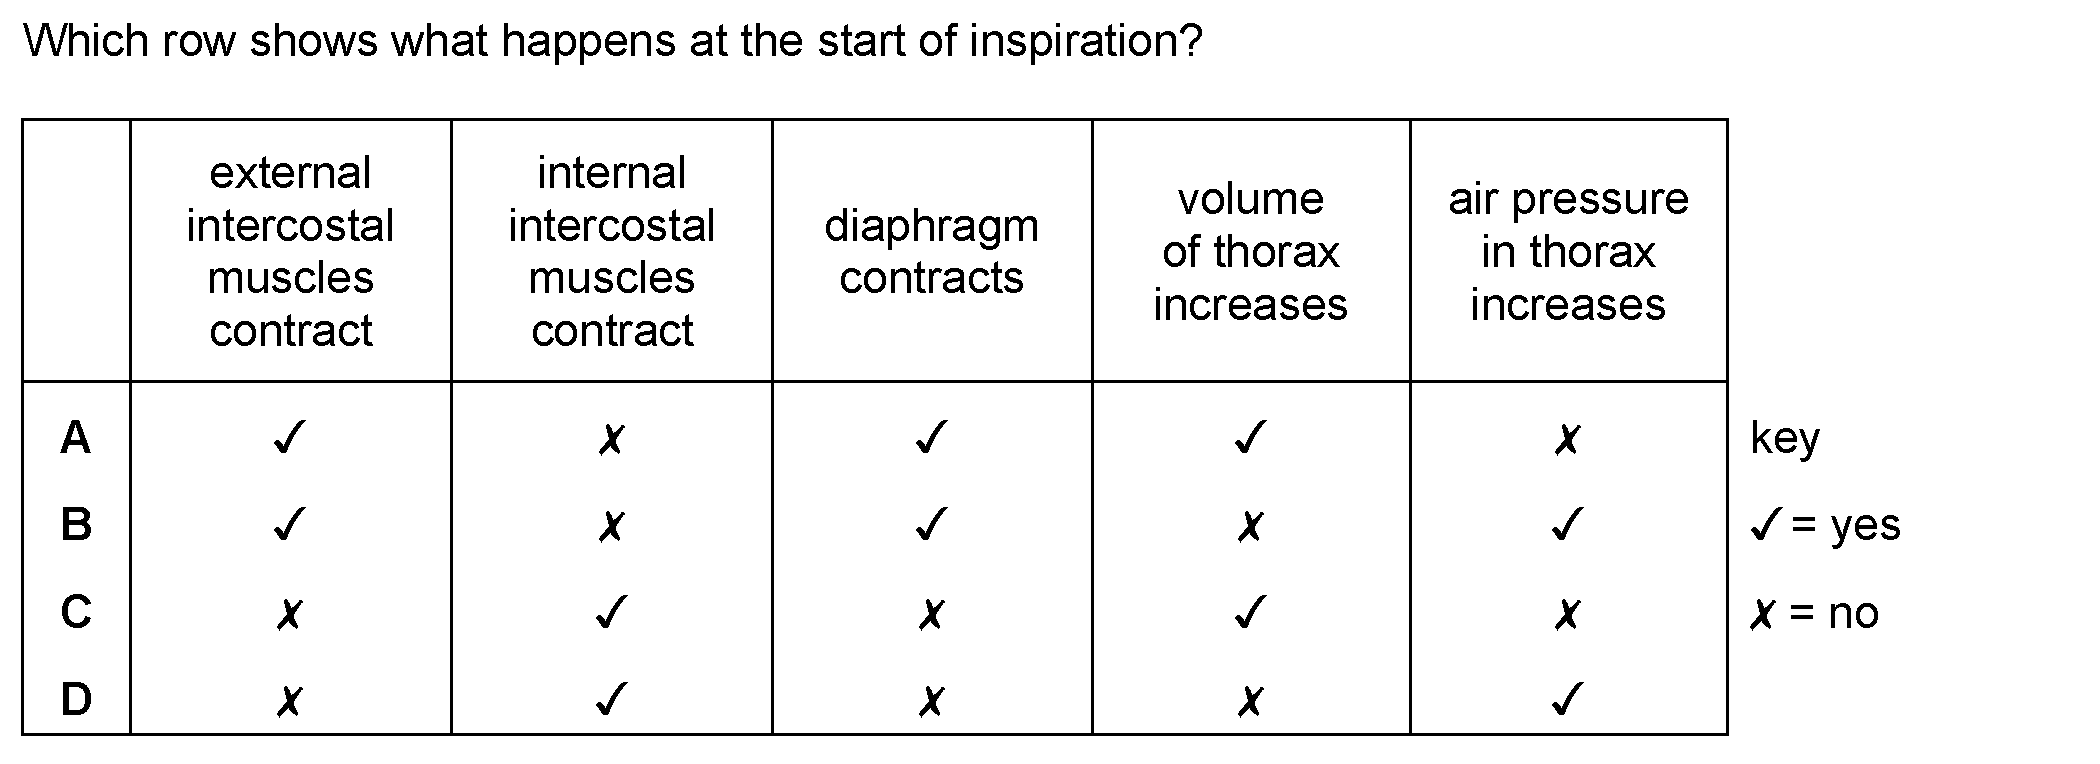 Which row shows what happens at the start of inspiration?
external
intercostal
muscles
contract
internal
intercostal
muscles
contract
diaphragm
contracts
volume
of thorax
increases
air pressure
in thorax
increases
A ✓ ✗ ✓ ✓ ✗
B ✓ ✗ ✓ ✗ ✓
C ✗ ✓ ✗ ✓ ✗
D ✗ ✓ ✗ ✗ ✓
key
✓ = yes
✗ = no